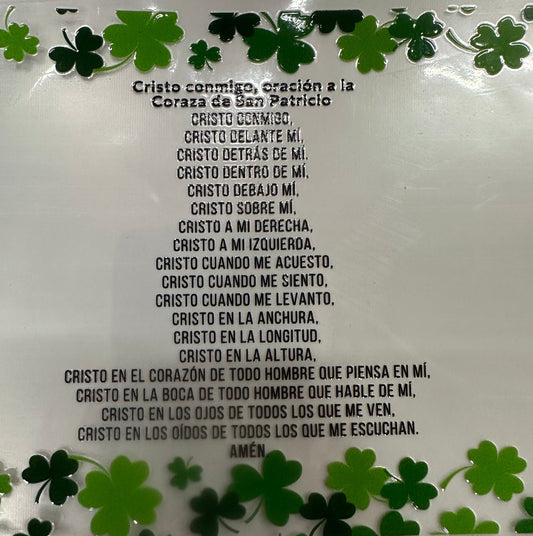 Cristo conmigo, oración a la
Coraza de San Patricio
CRISTO CONMIGO,
CRISTO DELANTE MÍ,
CRISTO DETRÁS DE MÍ.
CRISTO DENTRO DE MÍ,
CRISTO DEBAJO MÍ,
CRISTO SOBRE MÍ,
CRISTO A MI DERECHA,
CRISTO A MI IZQUIERDA,
CRISTO CUANDO ME ACUESTO,
CRISTO CUANDO ME SIENTO,
CRISTO CUANDO ME LEVANTO,
CRISTO EN LA ANCHURA,
CRISTO EN LA LONGITUD,
CRISTO EN LA ALTURA,
CRISTO EN EL CORAZÓN DE TODO HOMBRE QUE PIENSA EN MÍ,
CRISTO EN LA BOCA DE TODO HOMBRE QUE HABLE DE MÍ,
CRISTO EN LOS OJOS DE TODOS LOS QUE ME VEN,
CRISTO EN LOS OÍDOS DE TODOS LOS QUE ME ESCUCHAN.
AMÉN